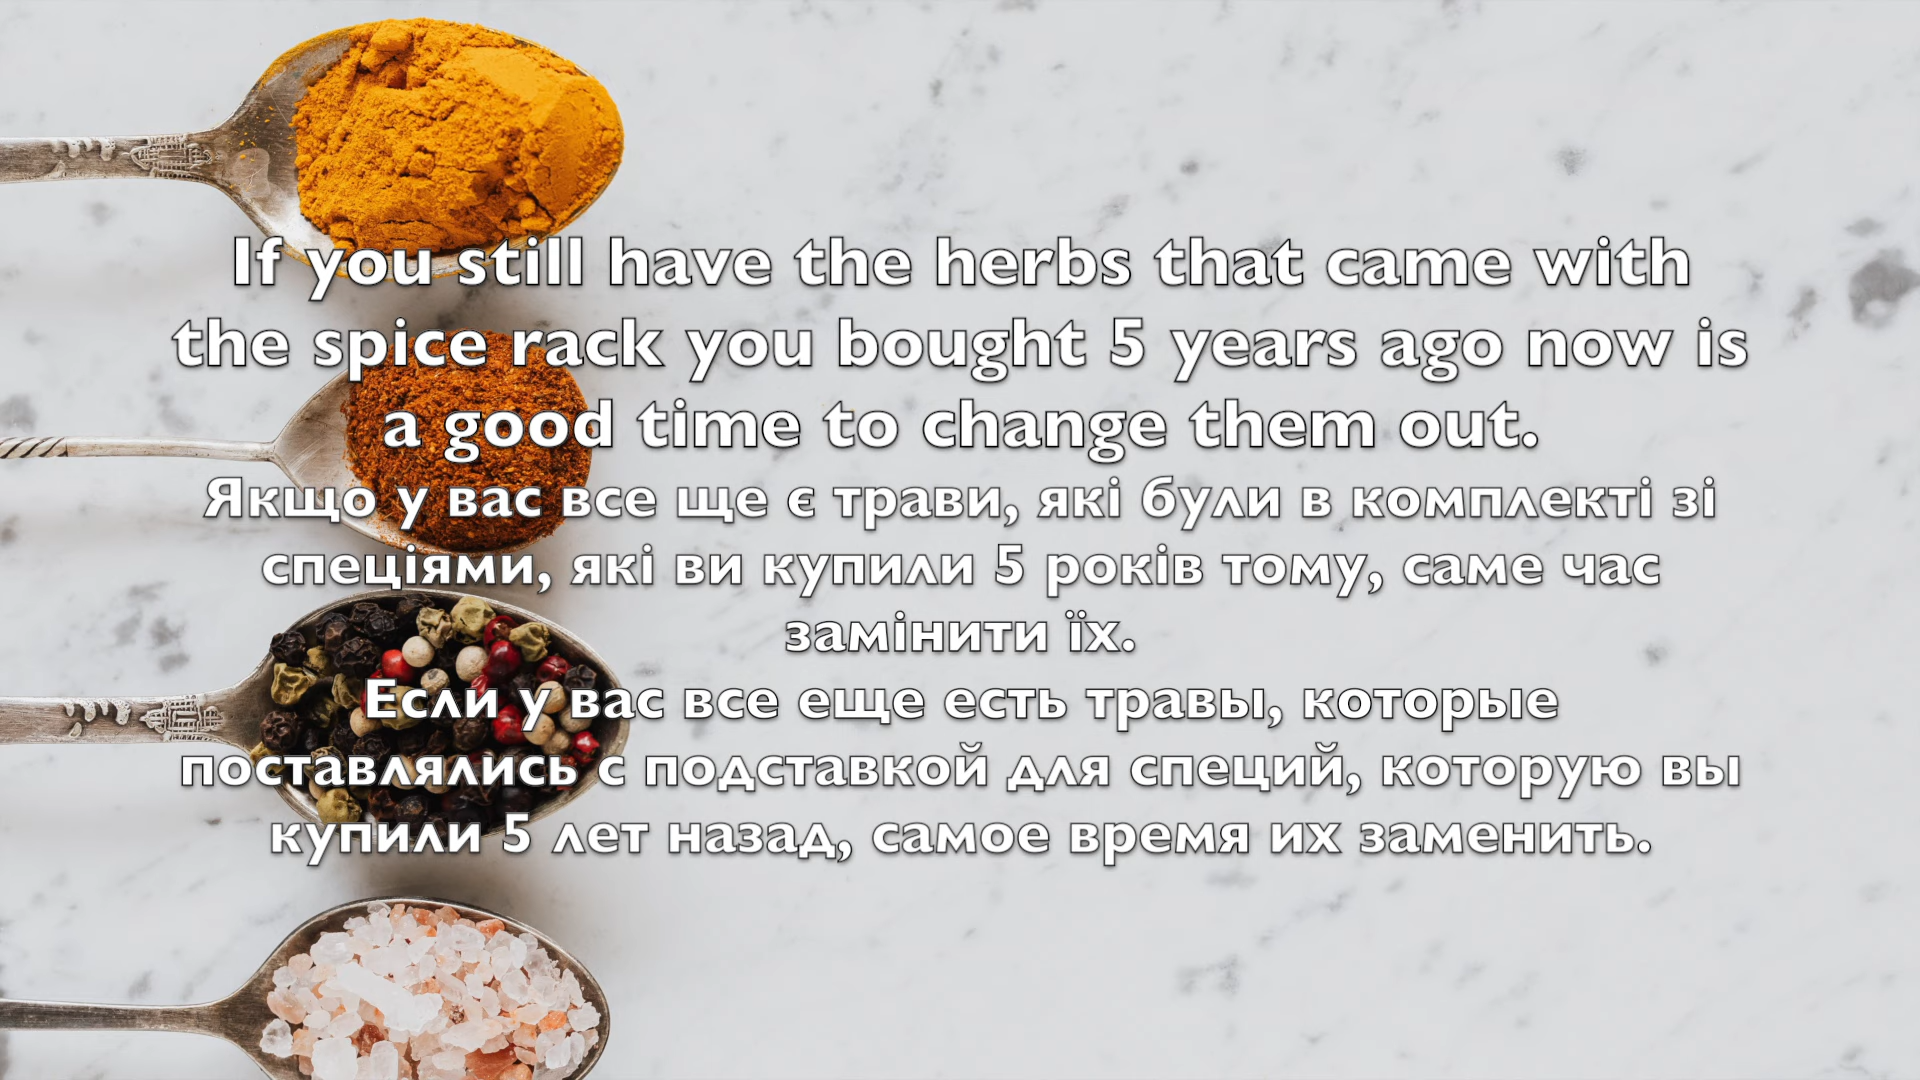 If you still have the herbs that came with
the spice rack you bought 5 years ago now is
a good time to change them out.
Якщо у вас все ще є трави, які були в комплекті зі
спеціями, які ви купили 5 років тому, саме час
замінити їх.
Если у вас все еще есть травы, которые
поставлялись с подставкой для специй, которую вы
купили 5 лет назад, самое время их заменить.